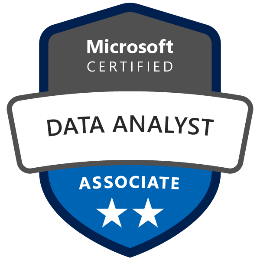 Microsoft
CERTIFIED
DATA ANALYST
ASSOCIATE